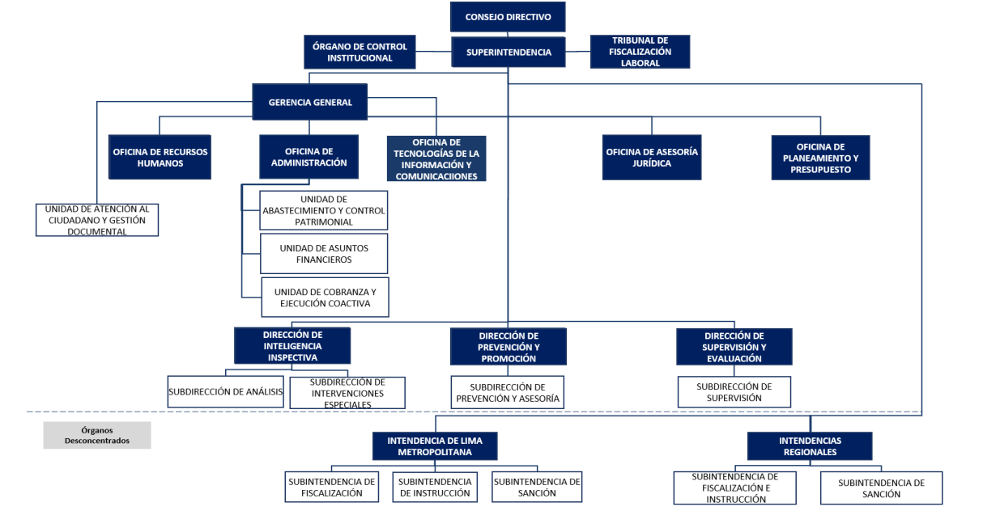 CONSEJO DIRECTIVO
ÓRGANO DE CONTROL
INSTITUCIONAL
SUPERINTENDENCIA
TRIBUNAL DE
FISCALIZACIÓN
LABORAL
GERENCIA GENERAL
OFICINA DE RECURSOS
HUMANOS
OFICINA DE
ADMINISTRACIÓN
OFICINA DE
TECNOLOGÍAS DE LA
INFORMACIÓN Y
COMUNICACIIONES
OFICINA DE ASESORÍA
JURÍDICA
OFICINA DE
PLANEAMIENTO Y
PRESUPUESTO
UNIDAD DE ATENCIÓN AL
CIUDADANO Y GESTIÓN
DOCUMENTAL
UNIDAD DE
ABASTECIMIENTO Y CONTROL
PATRIMONIAL
UNIDAD DE ASUNTOS
FINANCIEROS
UNIDAD DE COBRANZA Y
EJECUCIÓN COACTIVA
DIRECCIÓN DE
INTELIGENCIA
INSPECTIVA
DIRECCIÓN DE
PREVENCIÓN Y
PROMOCIÓN
DIRECCIÓN DE
SUPERVISIÓN Y
EVALUACIÓN
SUBDIRECCIÓN DE ANÁLISIS
SUBDIRECCIÓN DE
INTERVENCIONES
ESPECIALES
SUBDIRECCIÓN DE
PREVENCIÓN Y ASESORÍA
SUBDIRECCIÓN DE
SUPERVISIÓN
Órganos
Desconcentrados
INTENDENCIA DE LIMA
METROPOLITANA
INTENDENCIAS
REGIONALES
SUBINTENDENCIA DE
FISCALIZACIÓN
SUBINTENDENCIA
DE INSTRUCCIÓN
SUBINTENDENCIA DE
SANCIÓN
SUBINTENDENCIA DE
FISCALIZACIÓN E
INSTRUCCIÓN
SUBINTENDENCIA DE
SANCIÓN